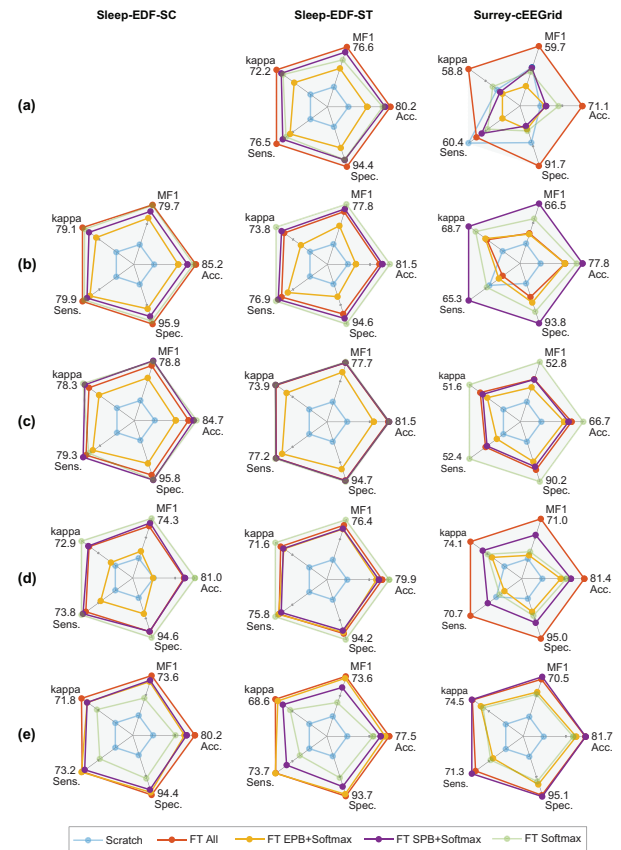 Sleep-EDF-SC Sleep-EDF-ST Surrey-cEEGrid
(a)
MF1
76.6
kappa
72.2
80.2
Acc.
76.5
Sens.
94.4
Spec.
MF1
59.7
kappa
58.8
71.1
Acc.
60.4
Sens.
91.7
Spec.
(b)
MF1
79.7
kappa
79.1
85.2
Acc.
79.9
Sens.
95.9
Spec.
MF1
77.8
kappa
73.8
81.5
Acc.
76.9
Sens.
94.6
Spec.
MF1
66.5
kappa
68.7
77.8
Acc.
65.3
Sens.
93.8
Spec.
(c)
MF1
78.8
kappa
78.3
84.7
Acc.
79.3
Sens.
95.8
Spec.
MF1
77.7
kappa
73.9
81.5
Acc.
77.2
Sens.
94.7
Spec.
MF1
52.8
kappa
51.6
66.7
Acc.
52.4
Sens.
90.2
Spec.
(d)
MF1
74.3
kappa
72.9
81.0
Acc.
73.8
Sens.
94.6
Spec.
MF1
76.4
kappa
71.6
79.9
Acc.
75.8
Sens.
94.2
Spec.
MF1
71.0
kappa
74.1
81.4
Acc.
70.7
Sens.
95.0
Spec.
(e)
MF1
73.6
kappa
71.8
80.2
Acc.
73.2
Sens.
94.4
Spec.
MF1
73.6
kappa
68.6
77.5
Acc.
73.7
Sens.
93.7
Spec.
MF1
70.5
kappa
74.5
81.7
Acc.
71.3
Sens.
95.1
Spec.
Scratch FT All FT EPB+Softmax FT SPB+Softmax FT Softmax